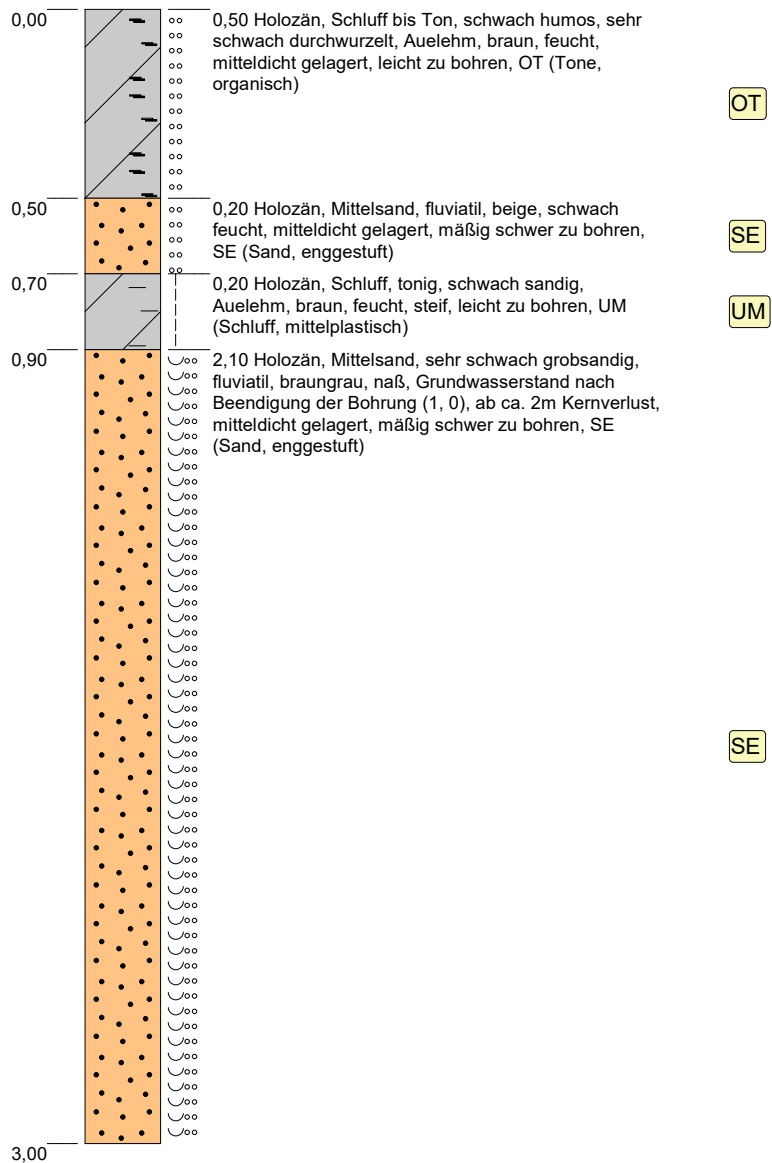 0,00
0,50 Holozän, Schluff bis Ton, schwach humos, sehr
schwach durchwurzelt, Auelehm, braun, feucht,
mitteldicht gelagert, leicht zu bohren, OT (Tone,
organisch)
OT
0,50
0,20 Holozän, Mittelsand, fluviatil, beige, schwach
feucht, mitteldicht gelagert, mäßig schwer zu bohren,
SE (Sand, enggestuft)
SE
0,70
0,20 Holozän, Schluff, tonig, schwach sandig,
Auelehm, braun, feucht, steif, leicht zu bohren, UM
(Schluff, mittelplastisch)
UM
0,90
2,10 Holozän, Mittelsand, sehr schwach grobsandig,
fluviatil, braungrau, naß, Grundwasserstand nach
Beendigung der Bohrung (1, 0), ab ca. 2m Kernverlust,
mitteldicht gelagert, mäßig schwer zu bohren, SE
(Sand, enggestuft)
SE
3,00